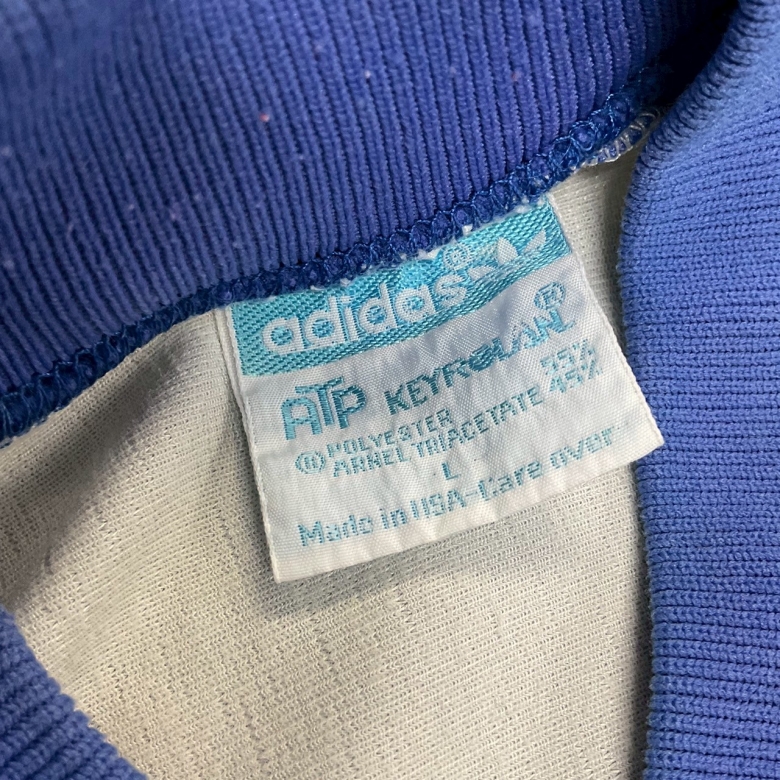 adidas®
ATP KEYROLAN®
POLYESTER 55%
® ARNEL TRIACETATE 45%
L
Made in USA-Care over